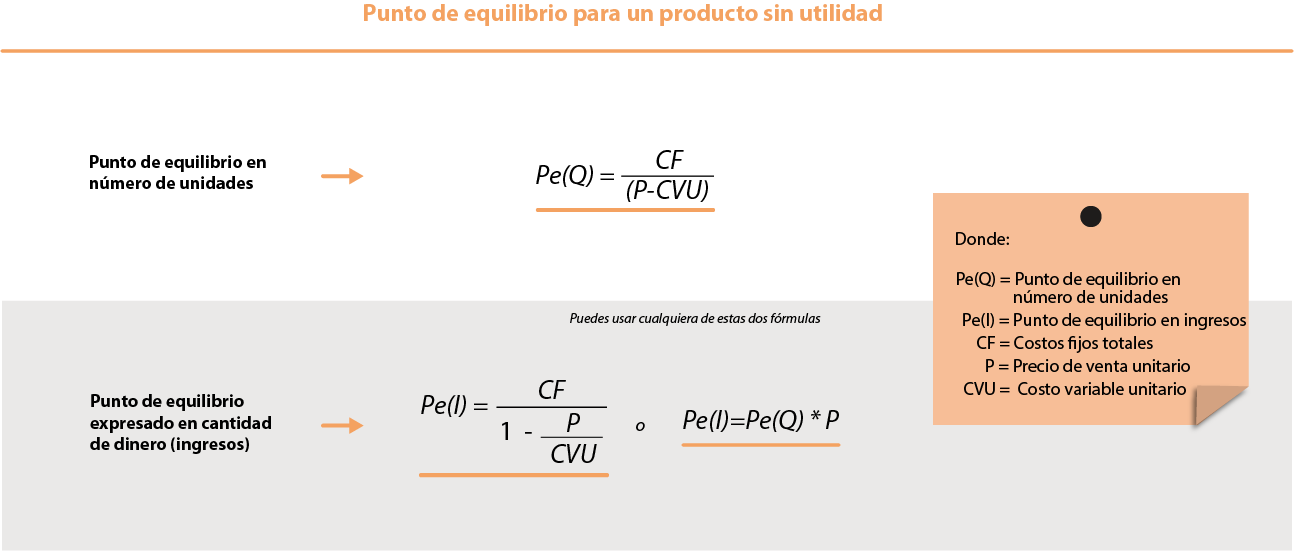 Punto de equilibrio para un producto sin utilidad
Punto de equilibrio en
número de unidades
Pe(Q) = CF
(P-CVU)
Donde:
Pe(Q) = Punto de equilibrio en
número de unidades
Pe(I) = Punto de equilibrio en ingresos
CF = Costos fijos totales
P = Precio de venta unitario
CVU = Costo variable unitario
Puedes usar cualquiera de estas dos fórmulas
Punto de equilibrio
expresado en cantidad
de dinero (ingresos)
Pe(I) = CF
1 - P
CVU
o
Pe(I)=Pe(Q) * P